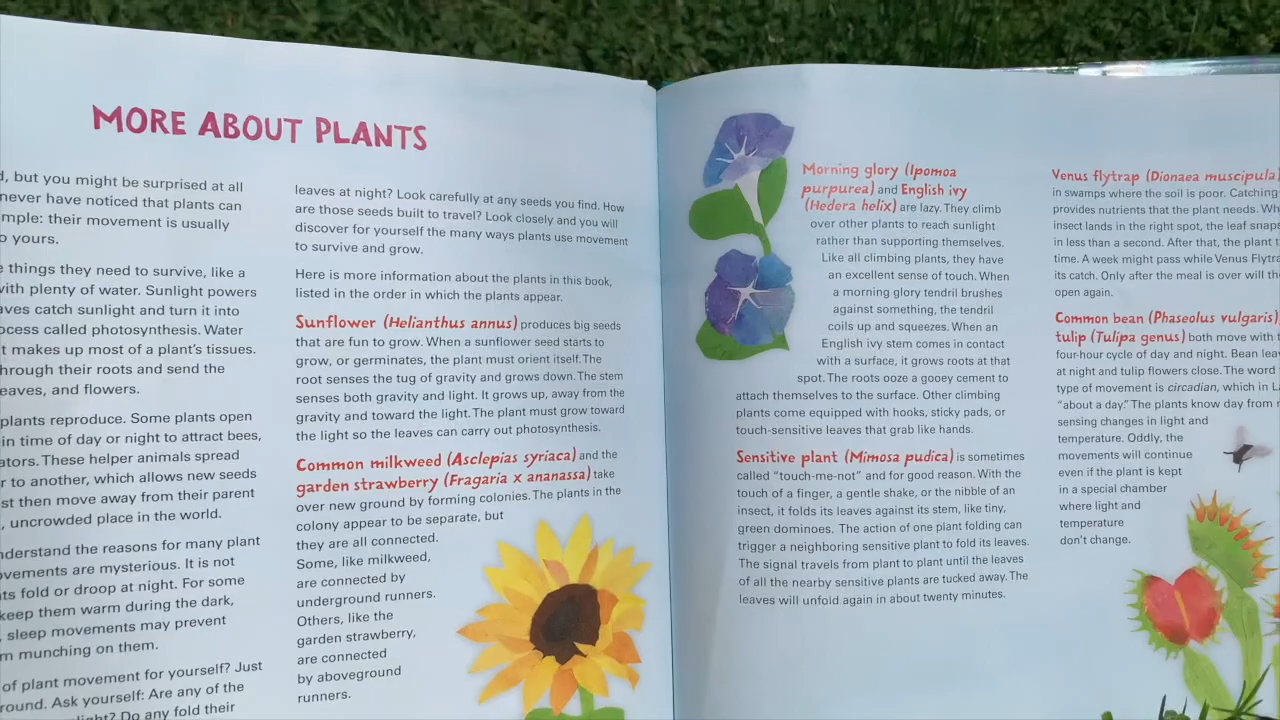 MORE ABOUT PLANTS
, but you might be surprised at all
never have noticed that plants can
mple: their movement is usually
o yours.
e things they need to survive, like a
with plenty of water. Sunlight powers
aves catch sunlight and turn it into
ocess called photosynthesis. Water
t makes up most of a plant's tissues.
hrough their roots and send the
eaves, and flowers.
plants reproduce. Some plants open
in time of day or night to attract bees,
ators. These helper animals spread
r to another, which allows new seeds
st then move away from their parent
, uncrowded place in the world.
nderstand the reasons for many plant
ovements are mysterious. It is not
nts fold or droop at night. For some
keep them warm during the dark,
, sleep movements may prevent
m munching on them.
of plant movement for yourself? Just
round. Ask yourself: Are any of the
light? Do any fold their
leaves at night? Look carefully at any seeds you find. How
are those seeds built to travel? Look closely and you will
discover for yourself the many ways plants use movement
to survive and grow.
Here is more information about the plants in this book,
listed in the order in which the plants appear.
Sunflower (Helianthus annus) produces big seeds
that are fun to grow. When a sunflower seed starts to
grow, or germinates, the plant must orient itself. The
root senses the tug of gravity and grows down. The stem
senses both gravity and light. It grows up, away from the
gravity and toward the light. The plant must grow toward
the light so the leaves can carry out photosynthesis.
Common milkweed (Asclepias syriaca) and the
garden strawberry (Fragaria x ananassa) take
over new ground by forming colonies. The plants in the
colony appear to be separate, but
they are all connected.
Some, like milkweed,
are connected by
underground runners.
Others, like the
garden strawberry,
are connected
by aboveground
runners.
Morning glory (Ipomoa
purpurea) and English ivy
(Hedera helix) are lazy. They climb
over other plants to reach sunlight
rather than supporting themselves.
Like all climbing plants, they have
an excellent sense of touch. When
a morning glory tendril brushes
against something, the tendril
coils up and squeezes. When an
English ivy stem comes in contact
with a surface, it grows roots at that
spot. The roots ooze a gooey cement to
attach themselves to the surface. Other climbing
plants come equipped with hooks, sticky pads, or
touch-sensitive leaves that grab like hands.
Sensitive plant (Mimosa pudica) is sometimes
called "touch-me-not" and for good reason. With the
touch of a finger, a gentle shake, or the nibble of an
insect, it folds its leaves against its stem, like tiny,
green dominoes. The action of one plant folding can
trigger a neighboring sensitive plant to fold its leaves.
The signal travels from plant to plant until the leaves
of all the nearby sensitive plants are tucked away. The
leaves will unfold again in about twenty minutes.
Venus flytrap (Dionaea muscipula)
in swamps where the soil is poor. Catching
provides nutrients that the plant needs. Wh
insect lands in the right spot, the leaf snaps
in less than a second. After that, the plant t
time. A week might pass while Venus Flytra
its catch. Only after the meal is over will th
open again.
Common bean (Phaseolus vulgaris),
tulip (Tulipa genus) both move with t
four-hour cycle of day and night. Bean lea
at night and tulip flowers close. The word
type of movement is circadian, which in L
"about a day." The plants know day from n
sensing changes in light and
temperature. Oddly, the
movements will continue
even if the plant is kept
in a special chamber
where light and
temperature
don't change.